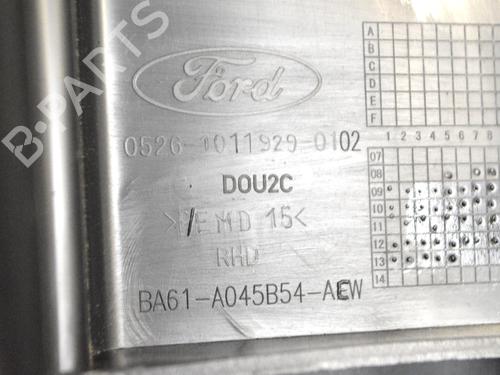 B-PARTS
Ford
0526-1011929-0102
DOU2C
>P/EMD 15<
RHD
BA61-A045B54-AEW
A
B
C
D
E
F
1 2 3 4 5 6 7 8
07
08
09
10
11
12
13
14